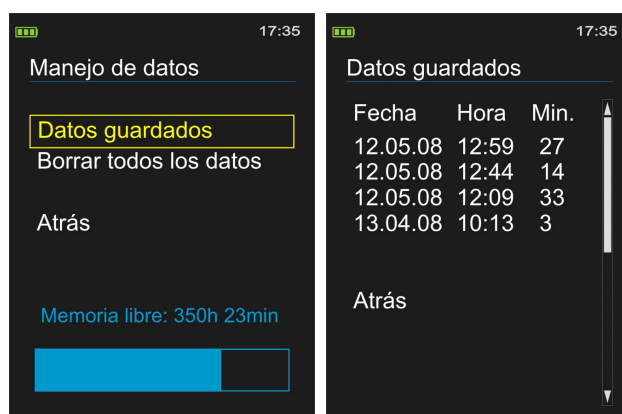 17:35
Manejo de datos
Datos guardados
Borrar todos los datos
Atrás
Memoria libre: 350h 23min
17:35
Datos guardados
Fecha Hora Min.
12.05.08 12:59 27
12.05.08 12:44 14
12.05.08 12:09 33
13.04.08 10:13 3
Atrás